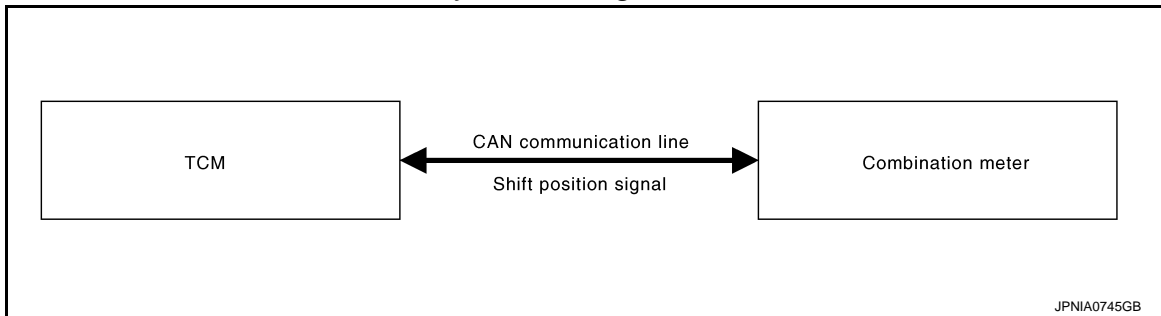 TCM
CAN communication line
Shift position signal
Combination meter
JPNIA0745GB